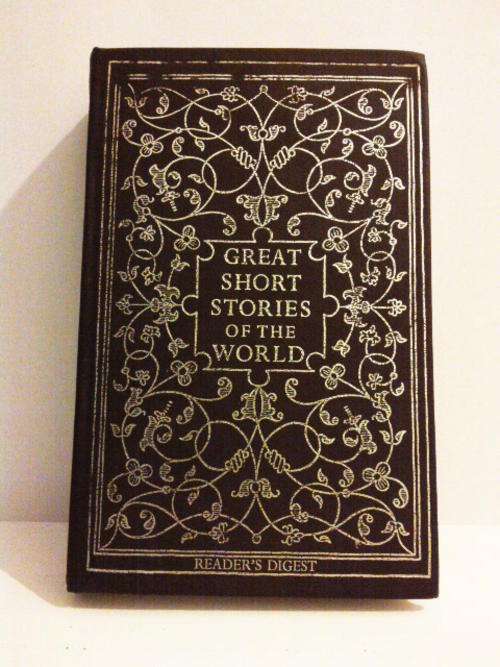 GREAT
SHORT
STORIES
OF THE
WORLD
READER'S DIGEST